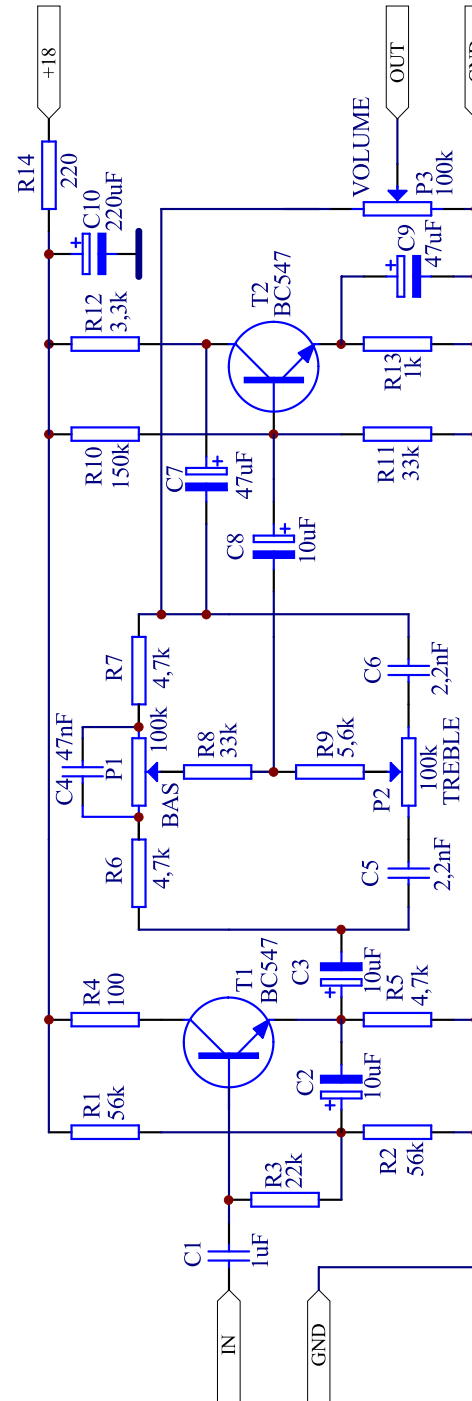 +18
R14
220
C10
220uF
R12
3,3k
R10
150k
C7
47uF
T2
BC547
VOLUME
OUT
GND
P3
100k
C9
47uF
R13
1k
R11
33k
C8
10uF
R7
4,7k
C4
47nF
P1
100k
BAS
R8
33k
R9
5,6k
C6
2,2nF
P2
100k
TREBLE
R6
4,7k
C5
2,2nF
R4
100
T1
BC547
C3
10uF
R5
4,7k
R1
56k
C2
10uF
R2
56k
R3
22k
C1
1uF
IN
GND